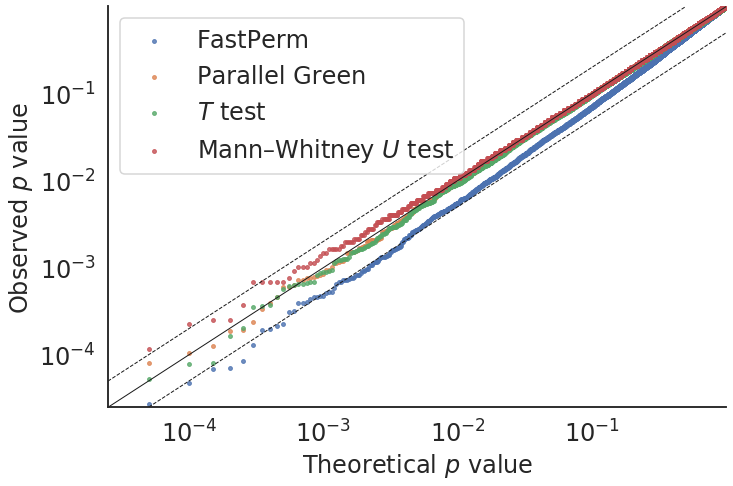 FastPerm
Parallel Green
T test
Mann–Whitney U test
Observed p value
10⁻¹
10⁻²
10⁻³
10⁻⁴
10⁻⁴ 10⁻³ 10⁻² 10⁻¹
Theoretical p value